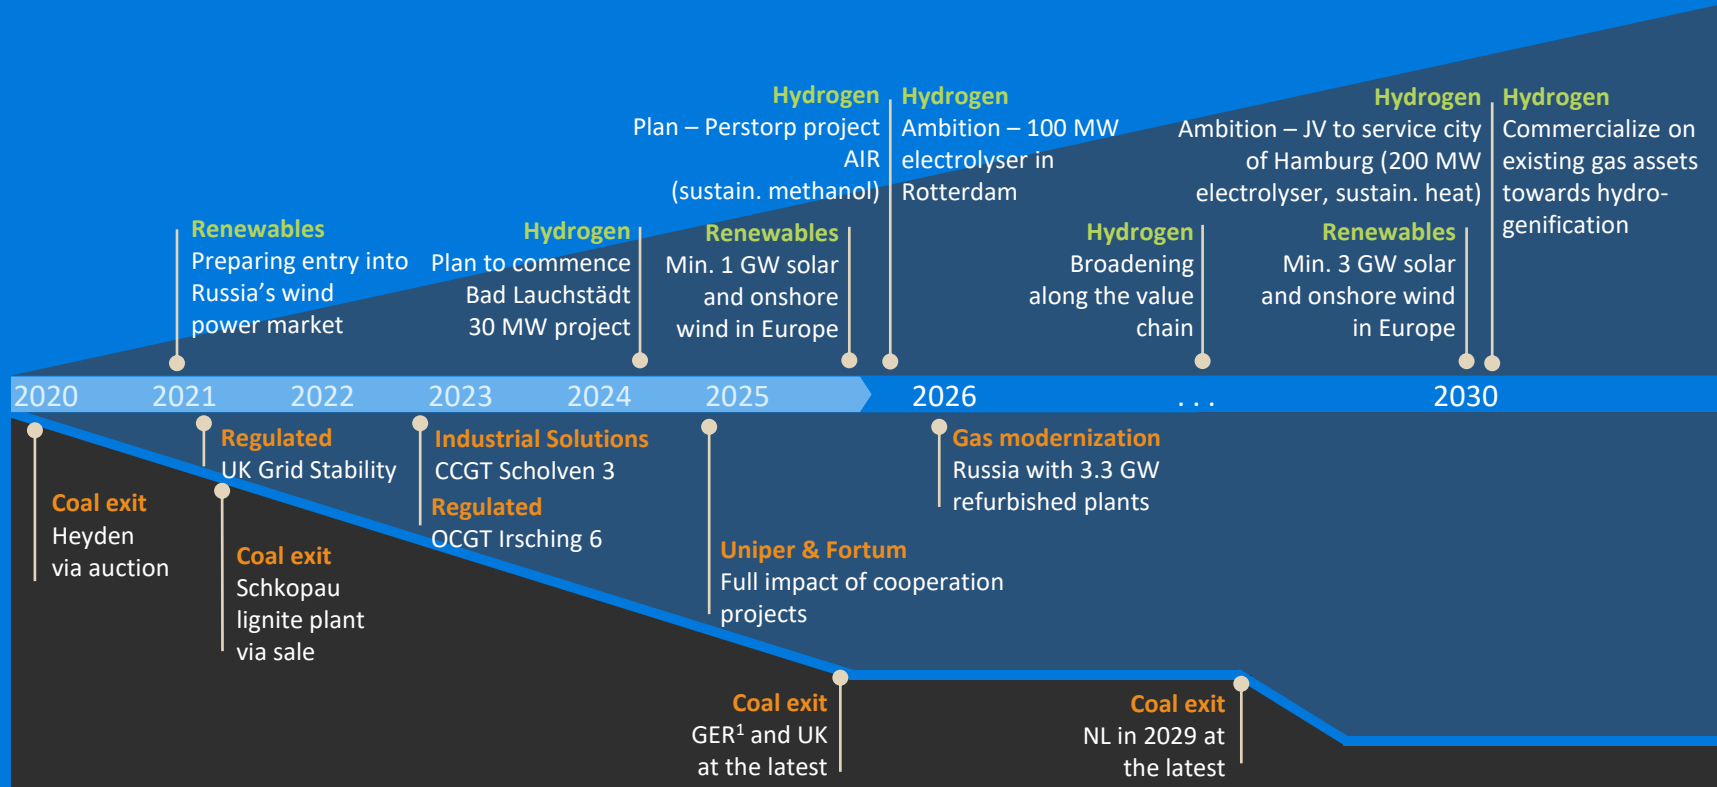 Hydrogen
Plan – Perstorp project
AIR
(sustain. methanol)
Hydrogen
Ambition – 100 MW
electrolyser in
Rotterdam
Hydrogen
Ambition – JV to service city
of Hamburg (200 MW
electrolyser, sustain. heat)
Hydrogen
Commercialize on
existing gas assets
towards hydro-
genification
Renewables
Preparing entry into
Russia’s wind
power market
Hydrogen
Plan to commence
Bad Lauchstädt
30 MW project
Renewables
Min. 1 GW solar
and onshore
wind in Europe
Hydrogen
Broadening
along the value
chain
Renewables
Min. 3 GW solar
and onshore wind
in Europe
2020 2021 2022 2023 2024 2025 2026 . . . 2030
Coal exit
Heyden
via auction
Regulated
UK Grid Stability
Coal exit
Schkopau
lignite plant
via sale
Industrial Solutions
CCGT Scholven 3
Regulated
OCGT Irsching 6
Uniper & Fortum
Full impact of cooperation
projects
Gas modernization
Russia with 3.3 GW
refurbished plants
Coal exit
GER¹ and UK
at the latest
Coal exit
NL in 2029 at
the latest